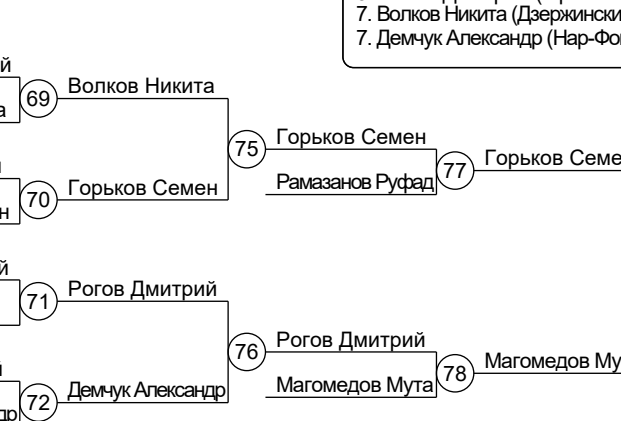 7. Волков Никита (Дзержински
7. Демчук Александр (Нар-Фо
69 Волков Никита
75 Горьков Семен
77 Горьков Семе
70 Горьков Семен
Рамазанов Руфад
71 Рогов Дмитрий
76 Рогов Дмитрий
78 Магомедов Му
72 Демчук Александр
Магомедов Мута